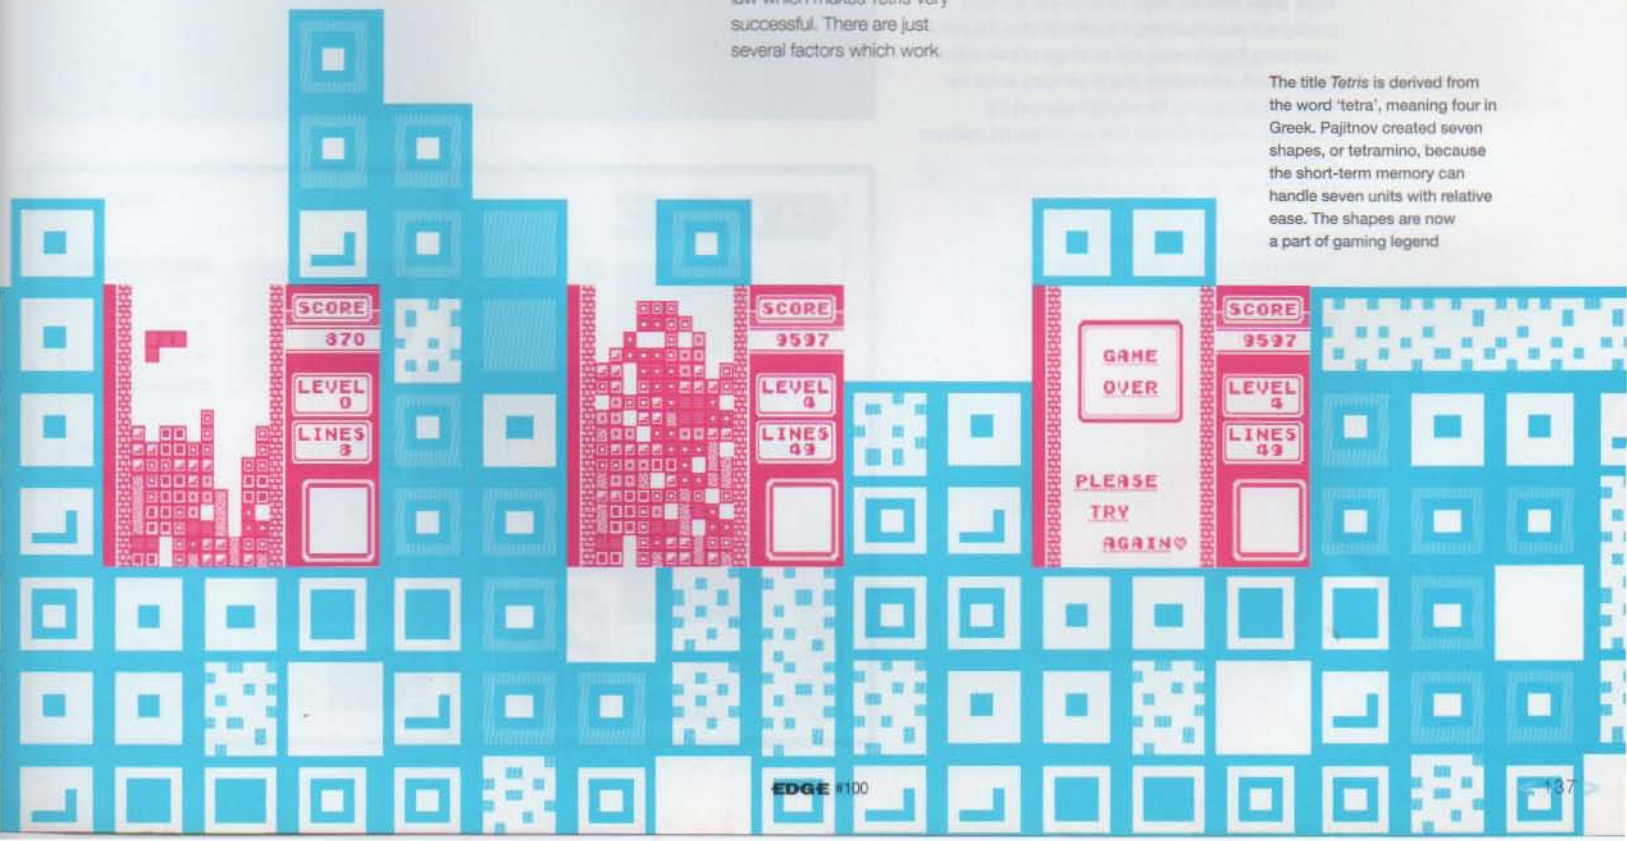 successful. There are just
several factors which work
The title Tetris is derived from
the word ‘tetra’, meaning four in
Greek. Pajitnov created seven
shapes, or tetramino, because
the short-term memory can
handle seven units with relative
ease. The shapes are now
a part of gaming legend
SCORE
870
LEVEL
0
LINES
3
SCORE
9597
LEVEL
4
LINES
49
GAME
OVER
PLEASE
TRY
AGAIN♡
SCORE
9597
LEVEL
4
LINES
49
EDGE #100
137